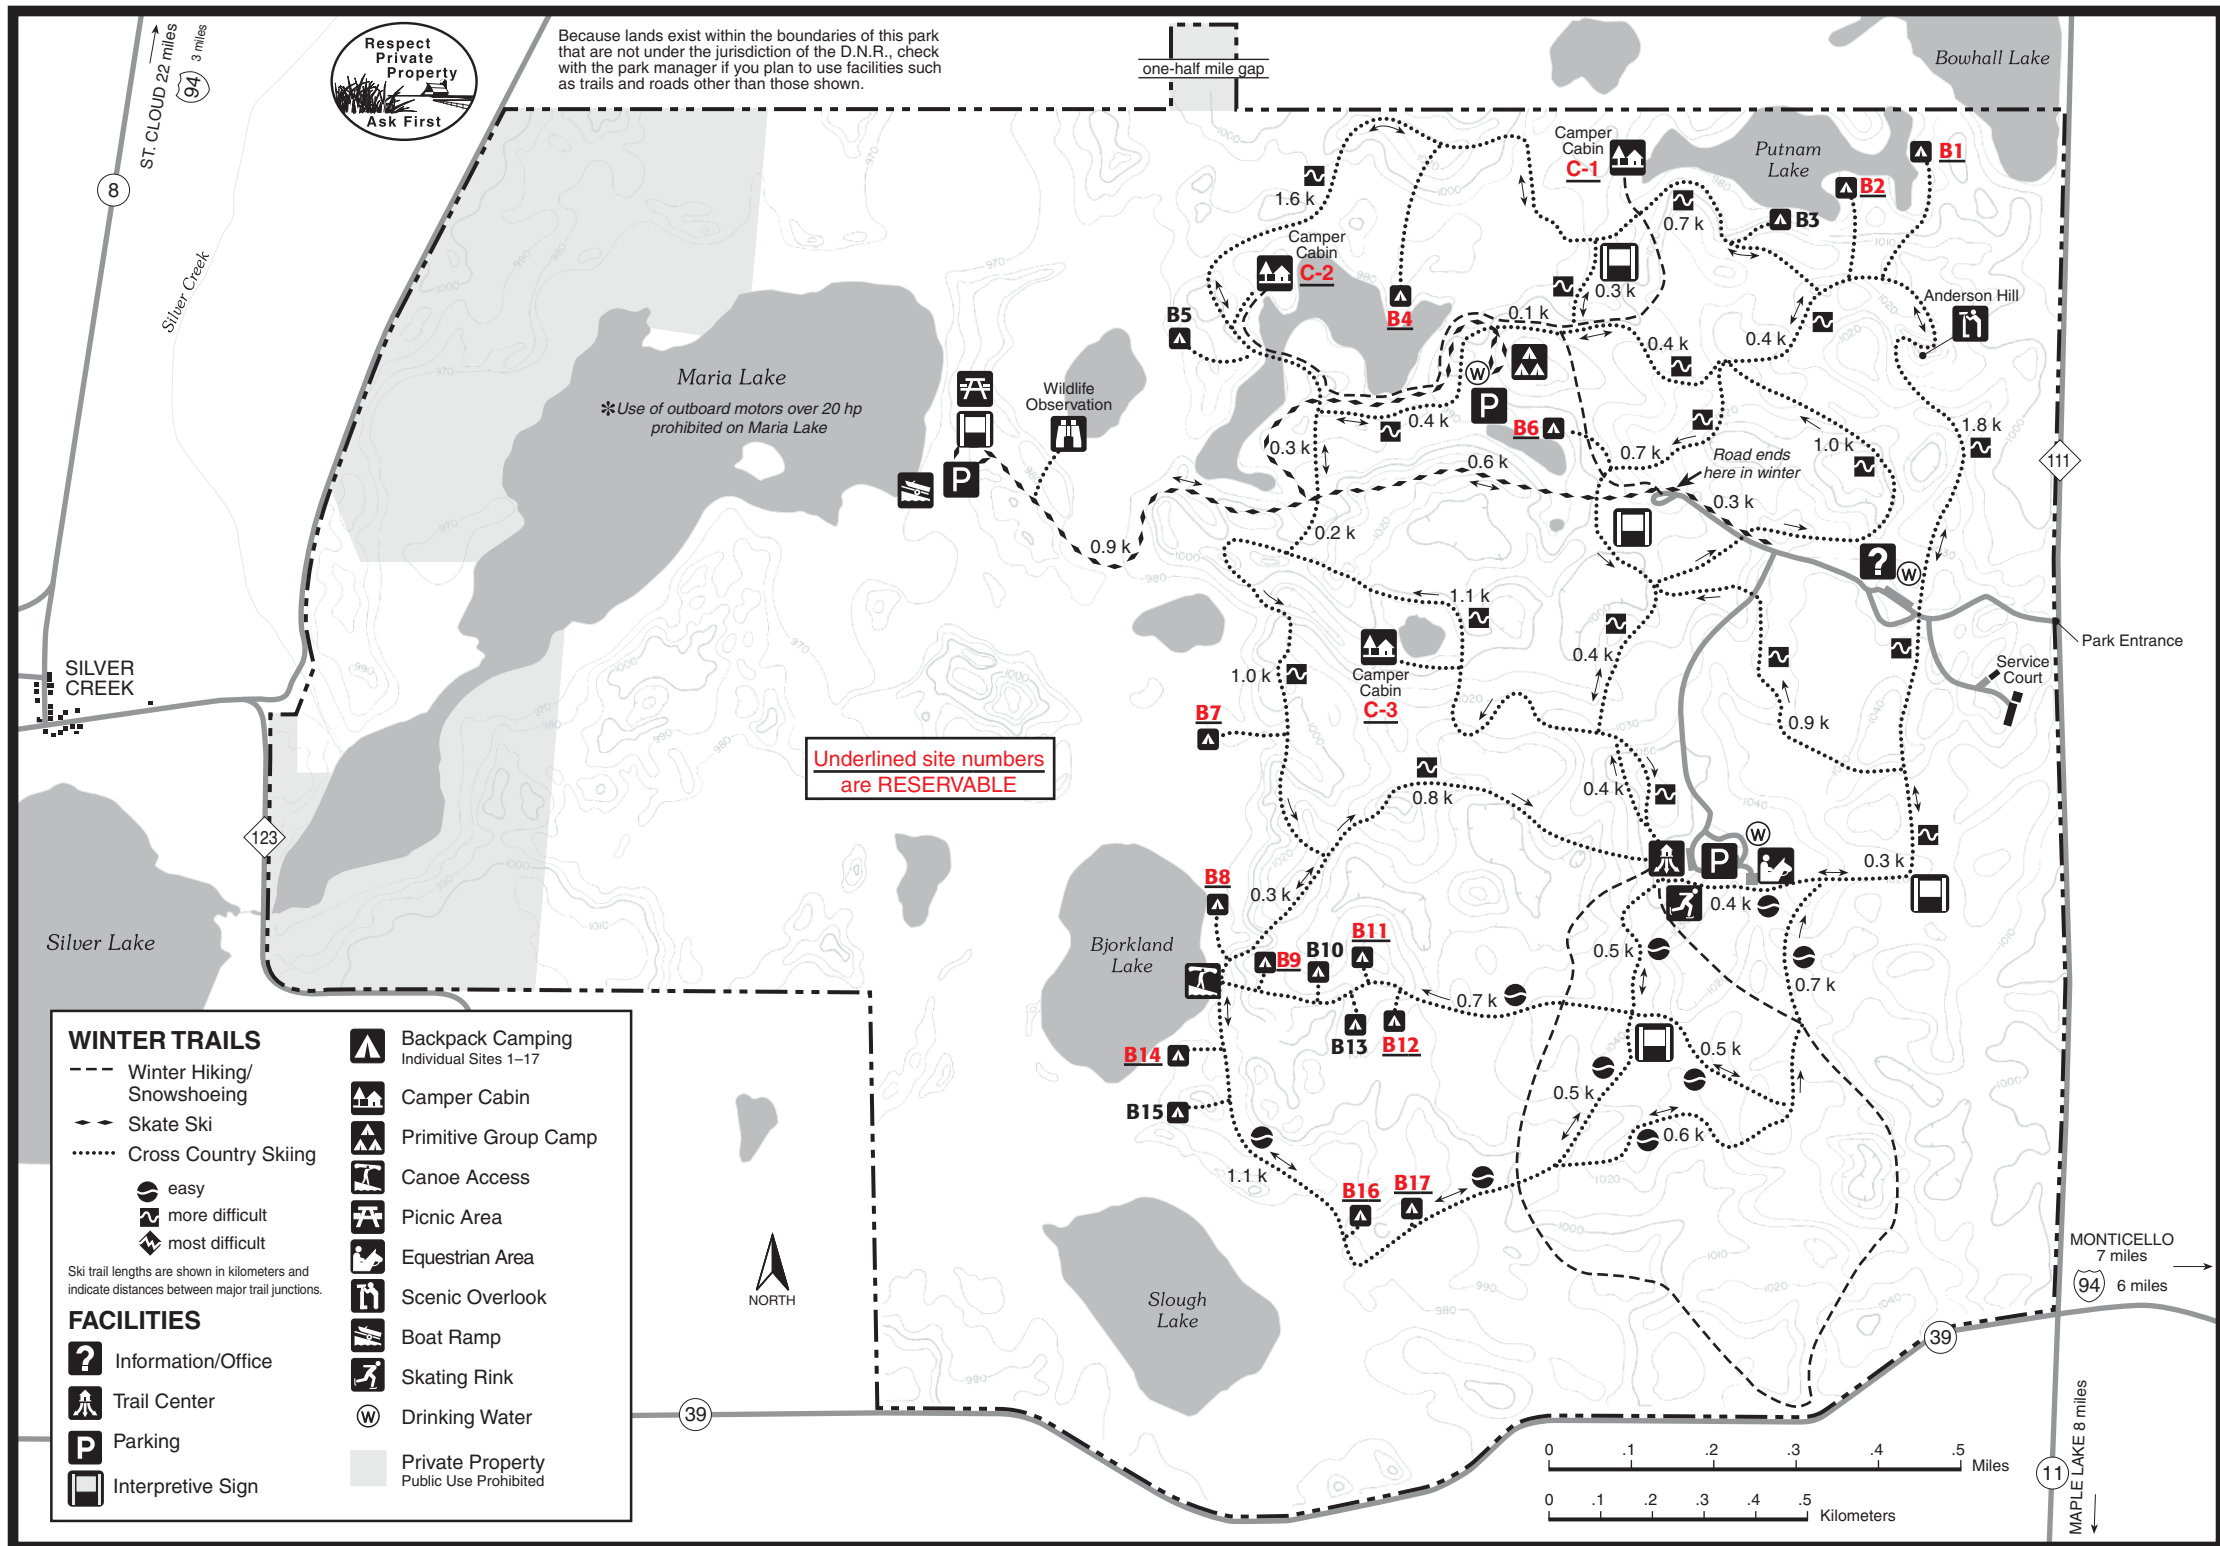 ST. CLOUD 22 miles
94
3 miles
8
Silver Creek
Respect
Private
Property
Ask First
Because lands exist within the boundaries of this park
that are not under the jurisdiction of the D.N.R., check
with the park manager if you plan to use facilities such
as trails and roads other than those shown.
one-half mile gap
Bowhall Lake
Camper
Cabin
C-1
Putnam
Lake
B1
B2
B3
0.7 k
1.6 k
Camper
Cabin
C-2
B4
B5
0.3 k
0.1 k
Anderson Hill
0.4 k
0.4 k
Maria Lake
✻Use of outboard motors over 20 hp
prohibited on Maria Lake
Wildlife
Observation
W
P
B6
0.4 k
0.3 k
0.6 k
0.7 k
Road ends
here in winter
1.0 k
1.8 k
111
P
0.3 k
0.2 k
0.9 k
?
W
1.1 k
Park Entrance
Service
Court
0.4 k
Camper
Cabin
C-3
1.0 k
B7
0.9 k
SILVER
CREEK
Underlined site numbers
are RESERVABLE
0.8 k
0.4 k
W
P
123
0.3 k
0.4 k
B8
0.3 k
Silver Lake
Bjorkland
Lake
B9
B10
B11
0.5 k
0.7 k
0.7 k
B13
B12
B14
B15
0.5 k
0.5 k
0.6 k
1.1 k
B16
B17
Slough
Lake
NORTH
MONTICELLO
7 miles
94
6 miles
39
39
11
MAPLE LAKE 8 miles
WINTER TRAILS
Winter Hiking/
Snowshoeing
Skate Ski
Cross Country Skiing
easy
more difficult
most difficult
Ski trail lengths are shown in kilometers and
indicate distances between major trail junctions.
FACILITIES
? Information/Office
Trail Center
P Parking
Interpretive Sign
Backpack Camping
Individual Sites 1–17
Camper Cabin
Primitive Group Camp
Canoe Access
Picnic Area
Equestrian Area
Scenic Overlook
Boat Ramp
Skating Rink
W Drinking Water
Private Property
Public Use Prohibited
0 .1 .2 .3 .4 .5
Miles
0 .1 .2 .3 .4 .5
Kilometers